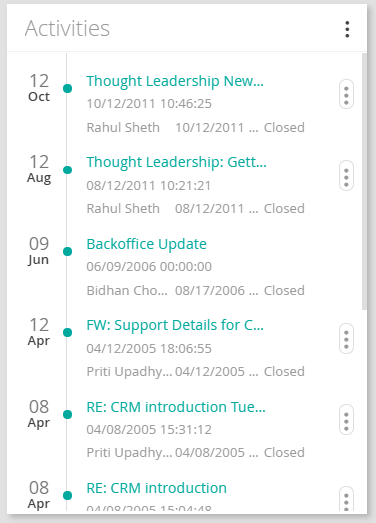 Activities
12
Oct
Thought Leadership New...
10/12/2011 10:46:25
Rahul Sheth 10/12/2011 ... Closed
12
Aug
Thought Leadership: Gett...
08/12/2011 10:21:21
Rahul Sheth 08/12/2011 ... Closed
09
Jun
Backoffice Update
06/09/2006 00:00:00
Bidhan Cho... 08/17/2006 ... Closed
12
Apr
FW: Support Details for C...
04/12/2005 18:06:55
Priti Upadhy... 04/12/2005 ... Closed
08
Apr
RE: CRM introduction Tue...
04/08/2005 15:31:12
Priti Upadhy... 04/08/2005 ... Closed
08
Apr
RE: CRM introduction
04/08/2005 15:04:48